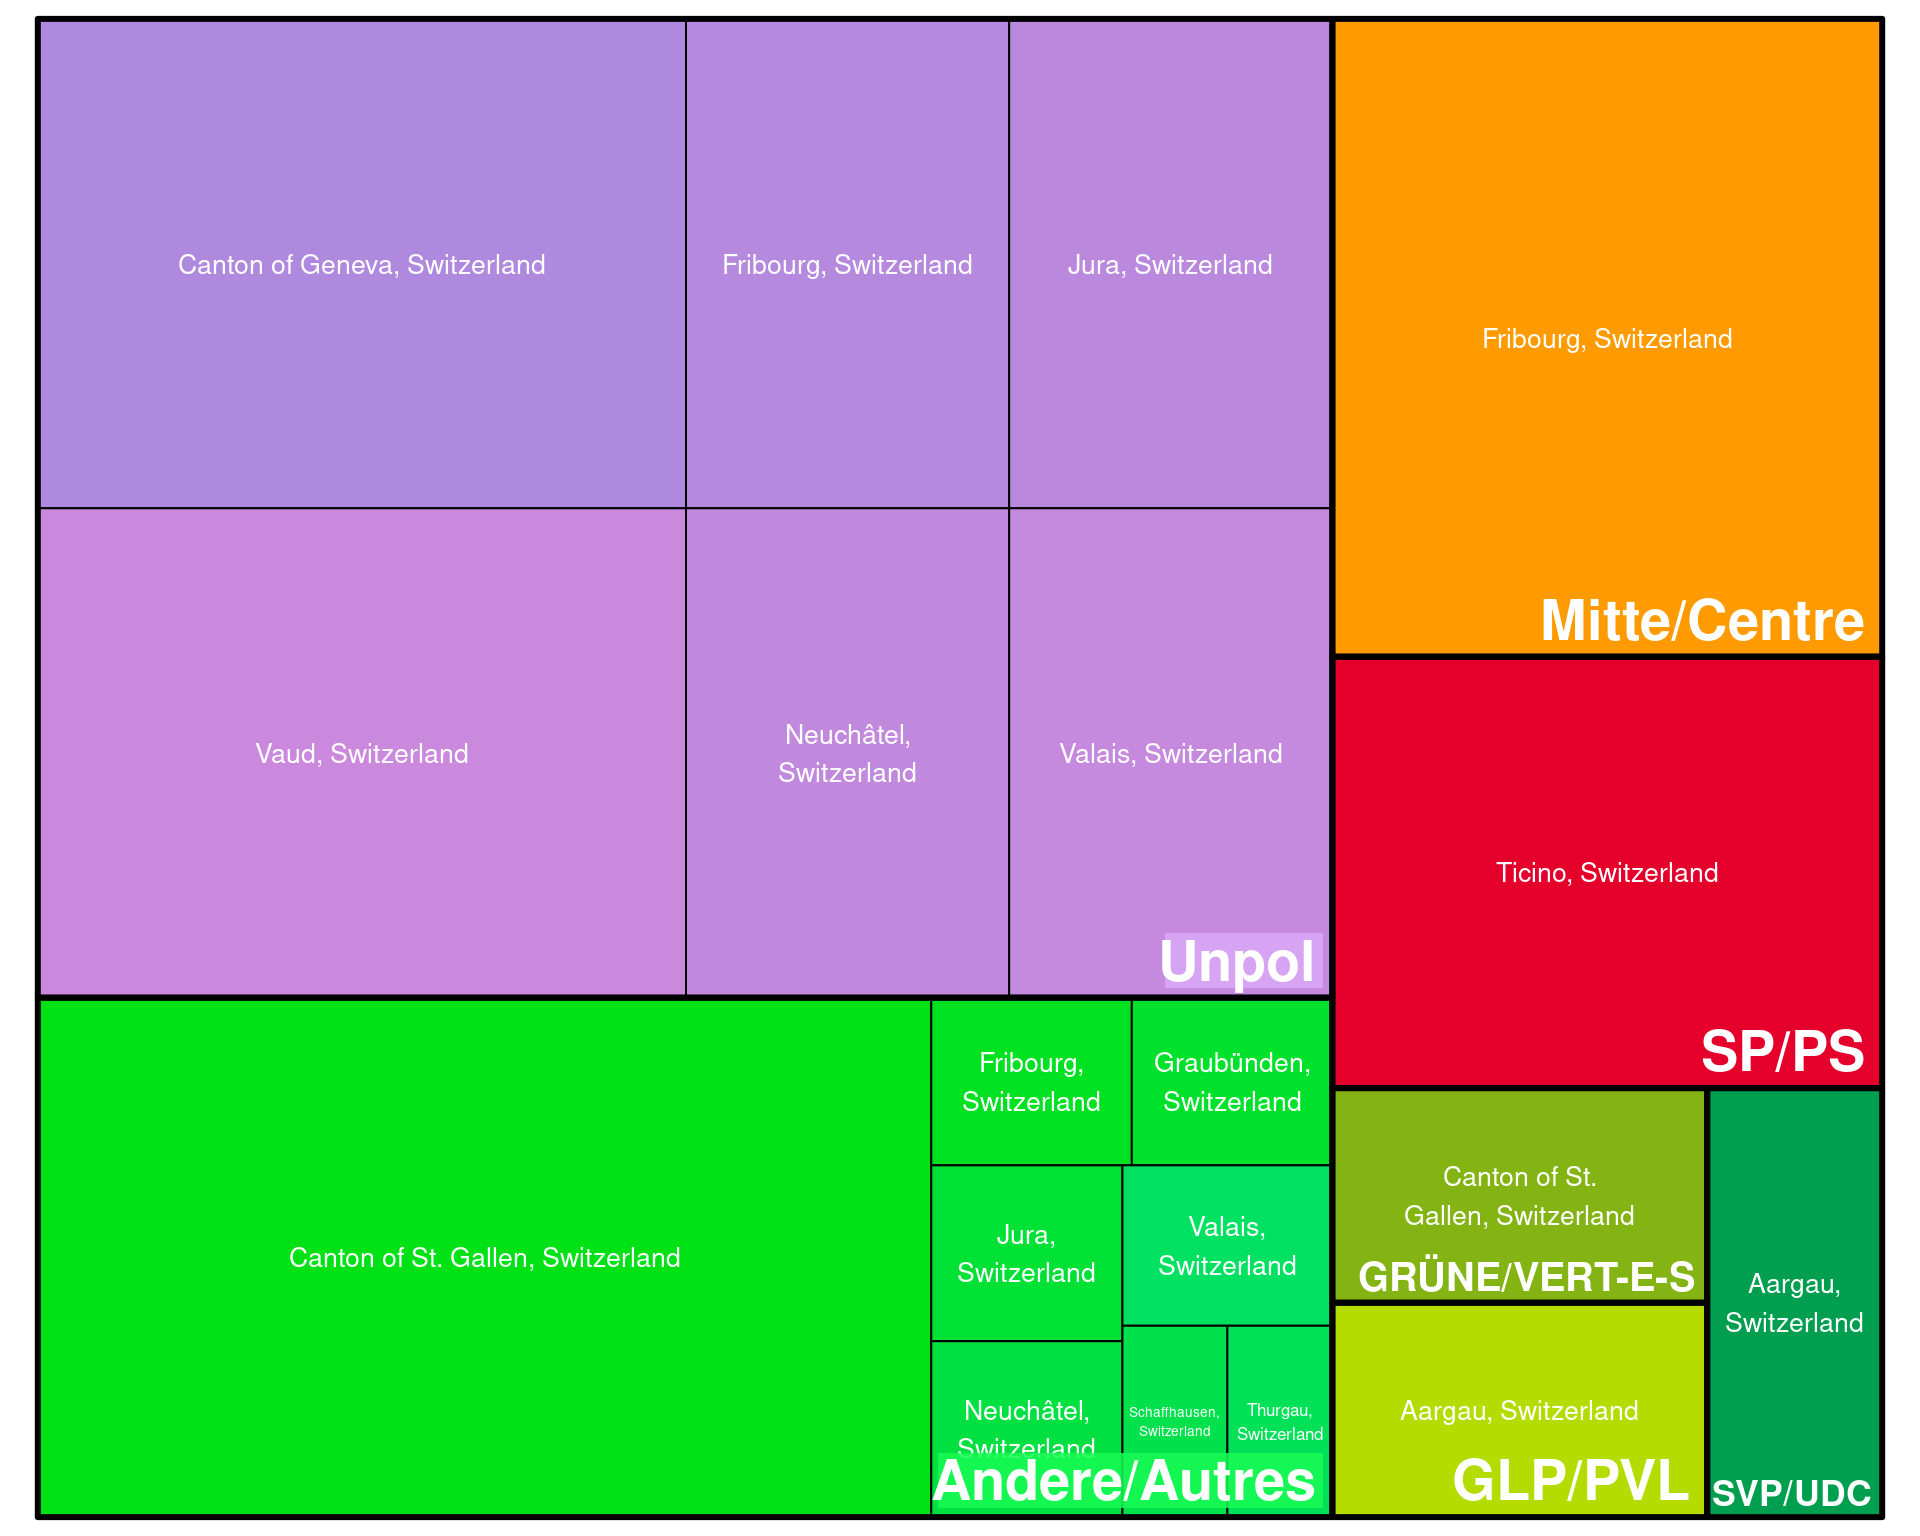 Canton of Geneva, Switzerland
Fribourg, Switzerland
Jura, Switzerland
Vaud, Switzerland
Neuchâtel,
Switzerland
Valais, Switzerland
Unpol
Fribourg, Switzerland
Mitte/Centre
Ticino, Switzerland
SP/PS
Canton of St. Gallen, Switzerland
Fribourg,
Switzerland
Graubünden,
Switzerland
Jura,
Switzerland
Valais,
Switzerland
Neuchâtel,
Switzerland
Schaffhausen,
Switzerland
Thurgau,
Switzerland
Andere/Autres
Canton of St.
Gallen, Switzerland
GRÜNE/VERT-E-S
Aargau, Switzerland
GLP/PVL
Aargau,
Switzerland
SVP/UDC